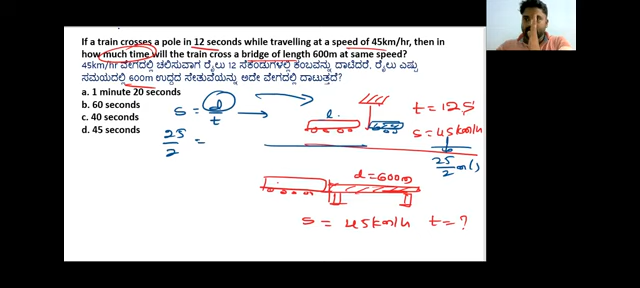 If a train crosses a pole in 12 seconds while travelling at a speed of 45km/hr, then in
how much time will the train cross a bridge of length 600m at same speed?
45km/hr ವೇಗದಲ್ಲಿ ಚಲಿಸುವಾಗ ರೈಲು 12 ಸೆಕೆಂಡುಗಳಲ್ಲಿ ಕಂಬವನ್ನು ದಾಟಿದರೆ, ರೈಲು ಎಷ್ಟು
ಸಮಯದಲ್ಲಿ 600m ಉದ್ದದ ಸೇತುವೆಯನ್ನು ಅದೇ ವೇಗದಲ್ಲಿ ದಾಟುತ್ತದೆ?
a. 1 minute 20 seconds
b. 60 seconds
c. 40 seconds
d. 45 seconds
s = d/t
25/2 =
l
t = 12s
s = 45km/h
25/2 m/s
d = 600m
s = 45km/h t = ?